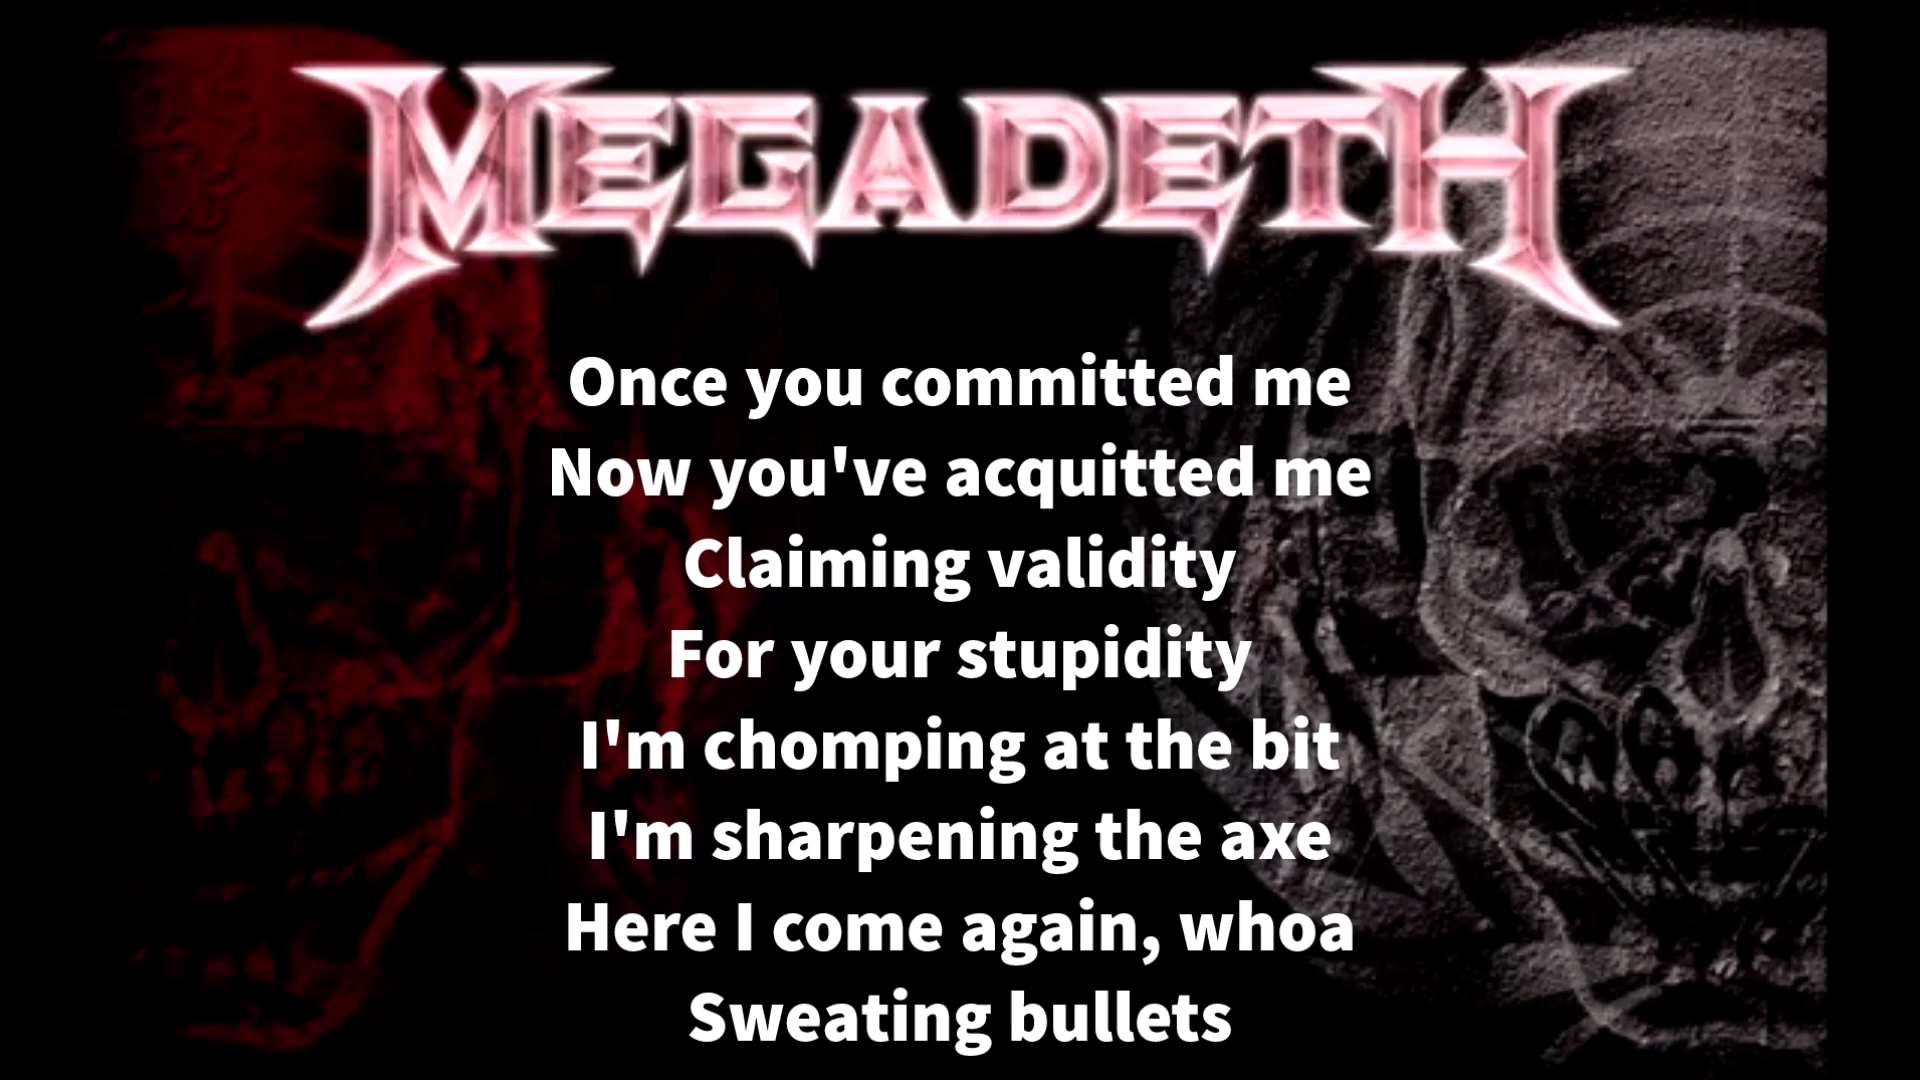 MEGADETH
Once you committed me
Now you've acquitted me
Claiming validity
For your stupidity
I'm chomping at the bit
I'm sharpening the axe
Here I come again, whoa
Sweating bullets